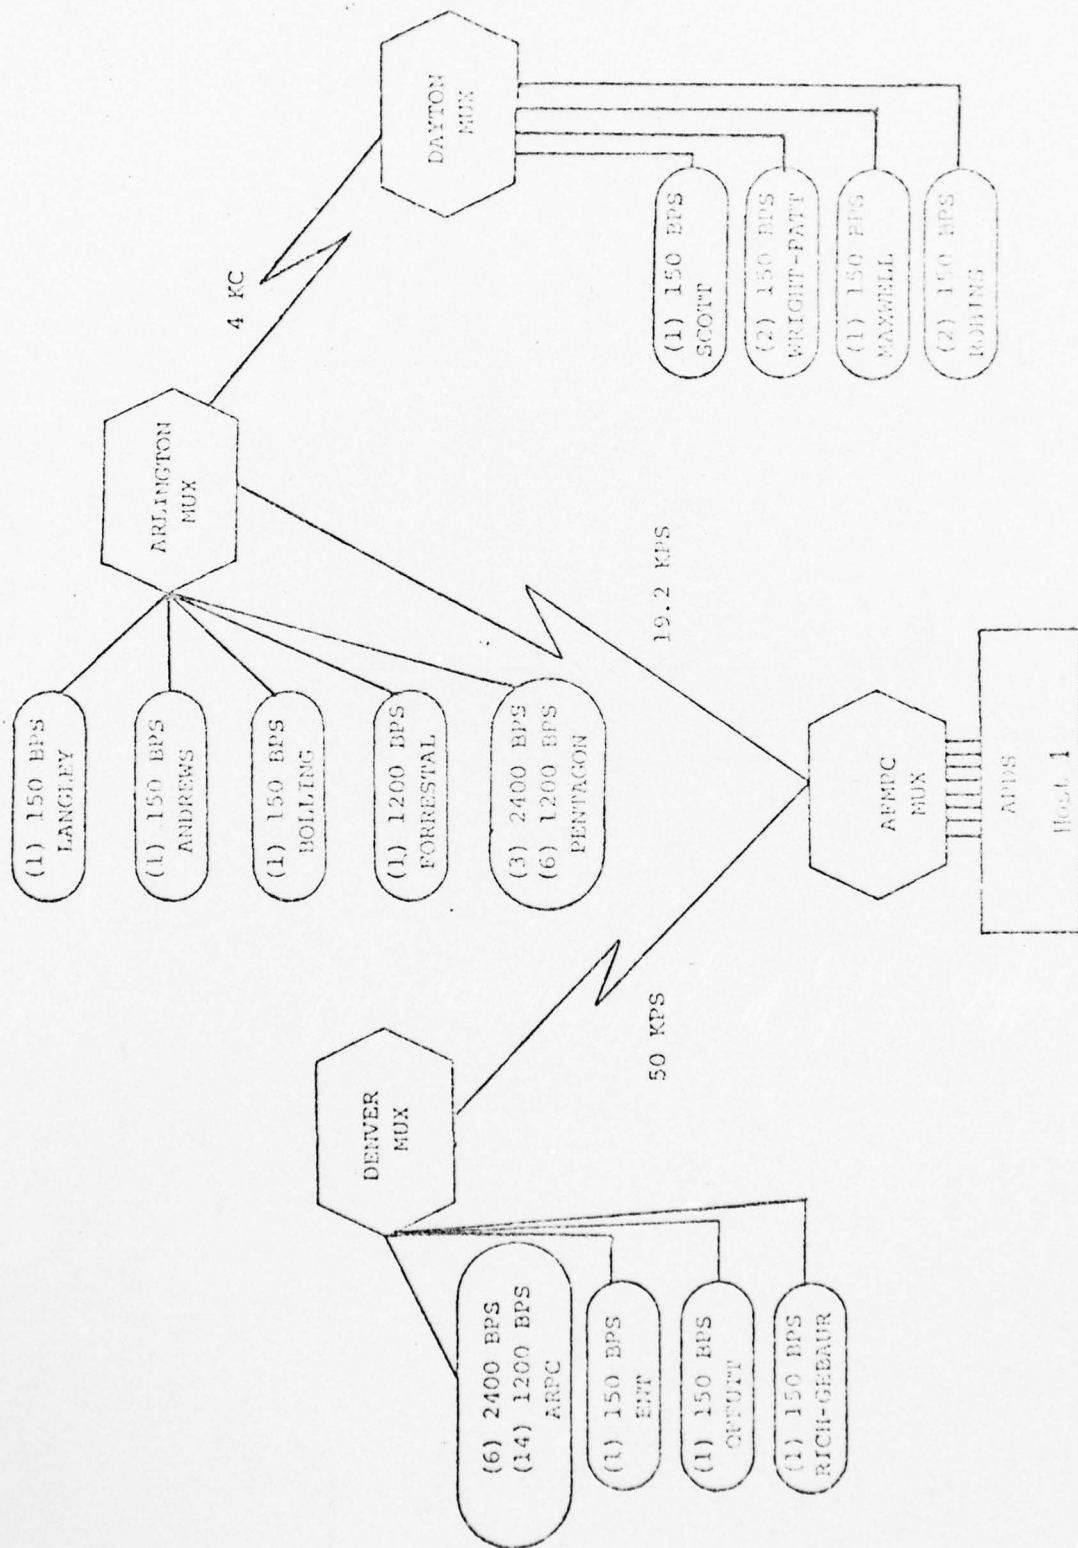 (6) 2400 BPS
(14) 1200 BPS
ARPC
(1) 150 BPS
ENT
(1) 150 BPS
OFFUTT
(1) 150 BPS
RICH-GEBAUR
DENVER
MUX
50 KPS
(1) 150 BPS
LANGLEY
(1) 150 BPS
ANDREWS
(1) 150 BPS
BOLLING
(1) 1200 BPS
FORRESTAL
(3) 2400 BPS
(6) 1200 BPS
PENTAGON
ARLINGTON
MUX
4 KC
19.2 KPS
AFMPC
MUX
APDS
Host 1
DAYTON
MUX
(1) 150 BPS
SCOTT
(2) 150 BPS
WRIGHT-PATT
(1) 150 BPS
MAXWELL
(2) 150 BPS
ROBINS